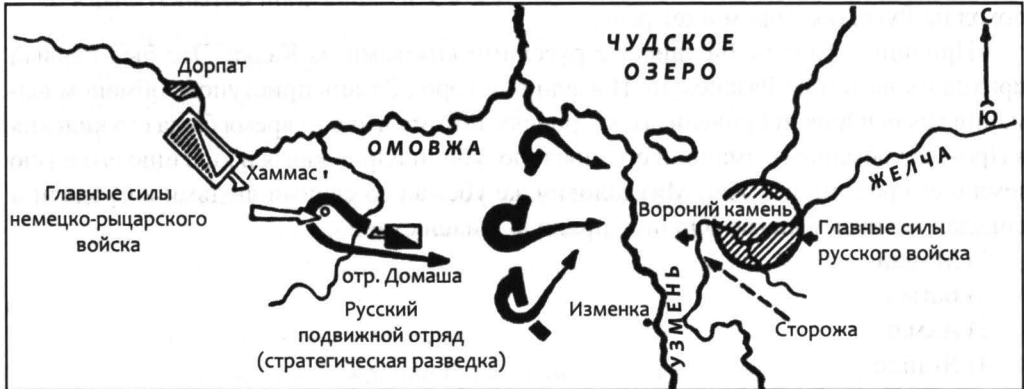 С
Ю
ЧУДСКОЕ
ОЗЕРО
Дорпат
ОМОВЖА
ЖЕЛЧА
Хаммас
Главные силы
немецко-рыцарского
войска
Вороний камень
Главные силы
русского войска
отр. Домаша
Русский
подвижной отряд
(стратегическая разведка)
Изменка
УЗМЕНЬ
Сторожа